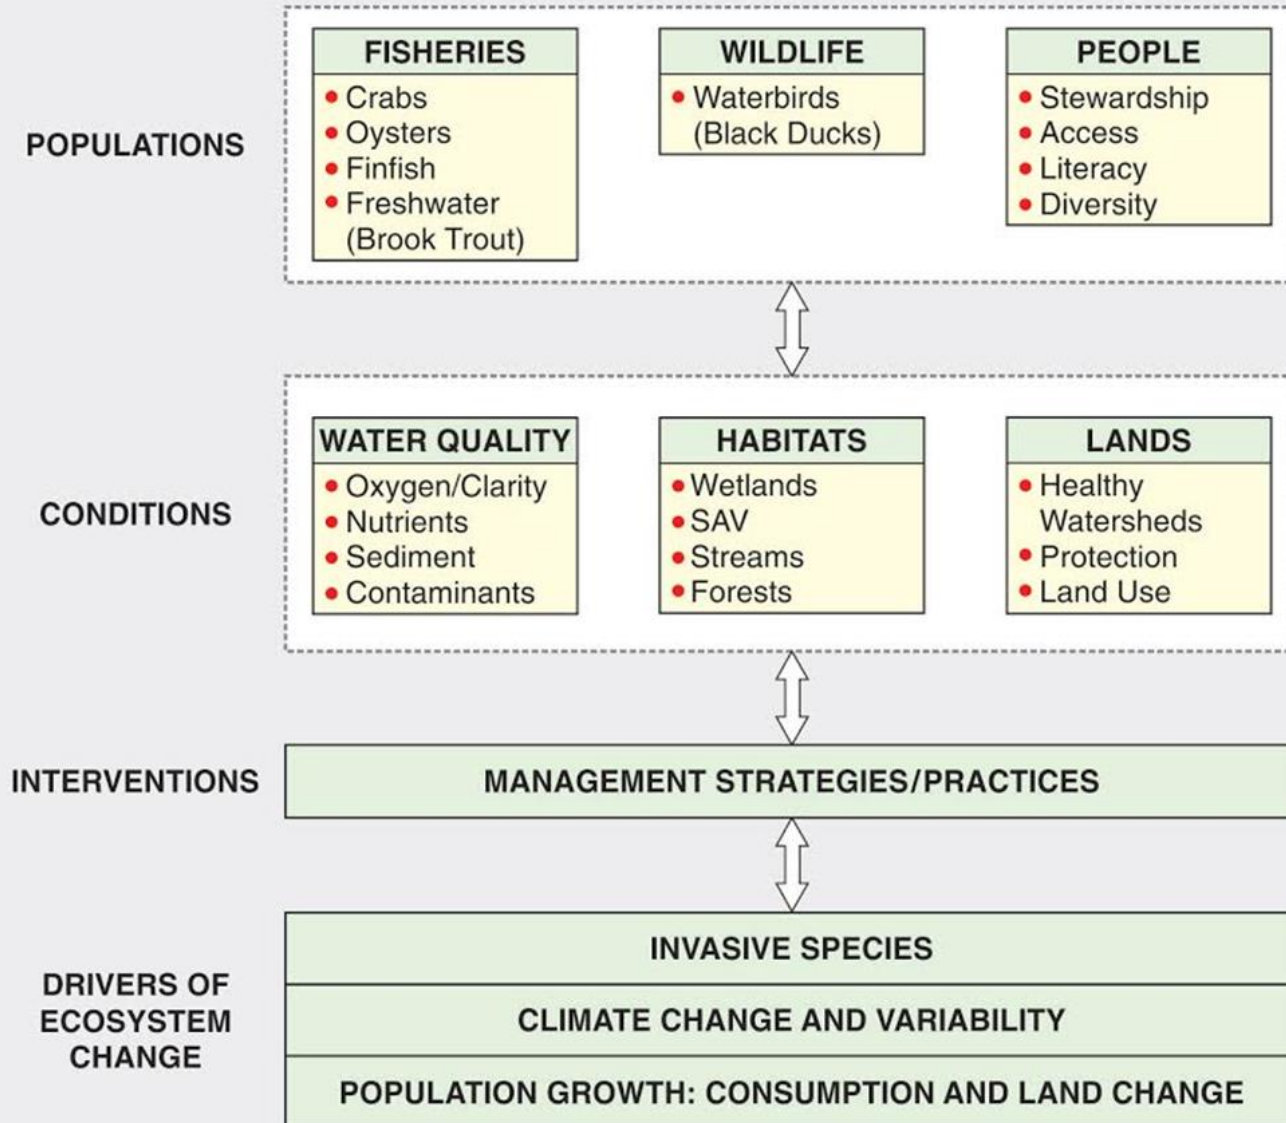 POPULATIONS
FISHERIES
• Crabs
• Oysters
• Finfish
• Freshwater
(Brook Trout)
WILDLIFE
• Waterbirds
(Black Ducks)
PEOPLE
• Stewardship
• Access
• Literacy
• Diversity
CONDITIONS
WATER QUALITY
• Oxygen/Clarity
• Nutrients
• Sediment
• Contaminants
HABITATS
• Wetlands
• SAV
• Streams
• Forests
LANDS
• Healthy
Watersheds
• Protection
• Land Use
INTERVENTIONS
MANAGEMENT STRATEGIES/PRACTICES
DRIVERS OF
ECOSYSTEM
CHANGE
INVASIVE SPECIES
CLIMATE CHANGE AND VARIABILITY
POPULATION GROWTH: CONSUMPTION AND LAND CHANGE